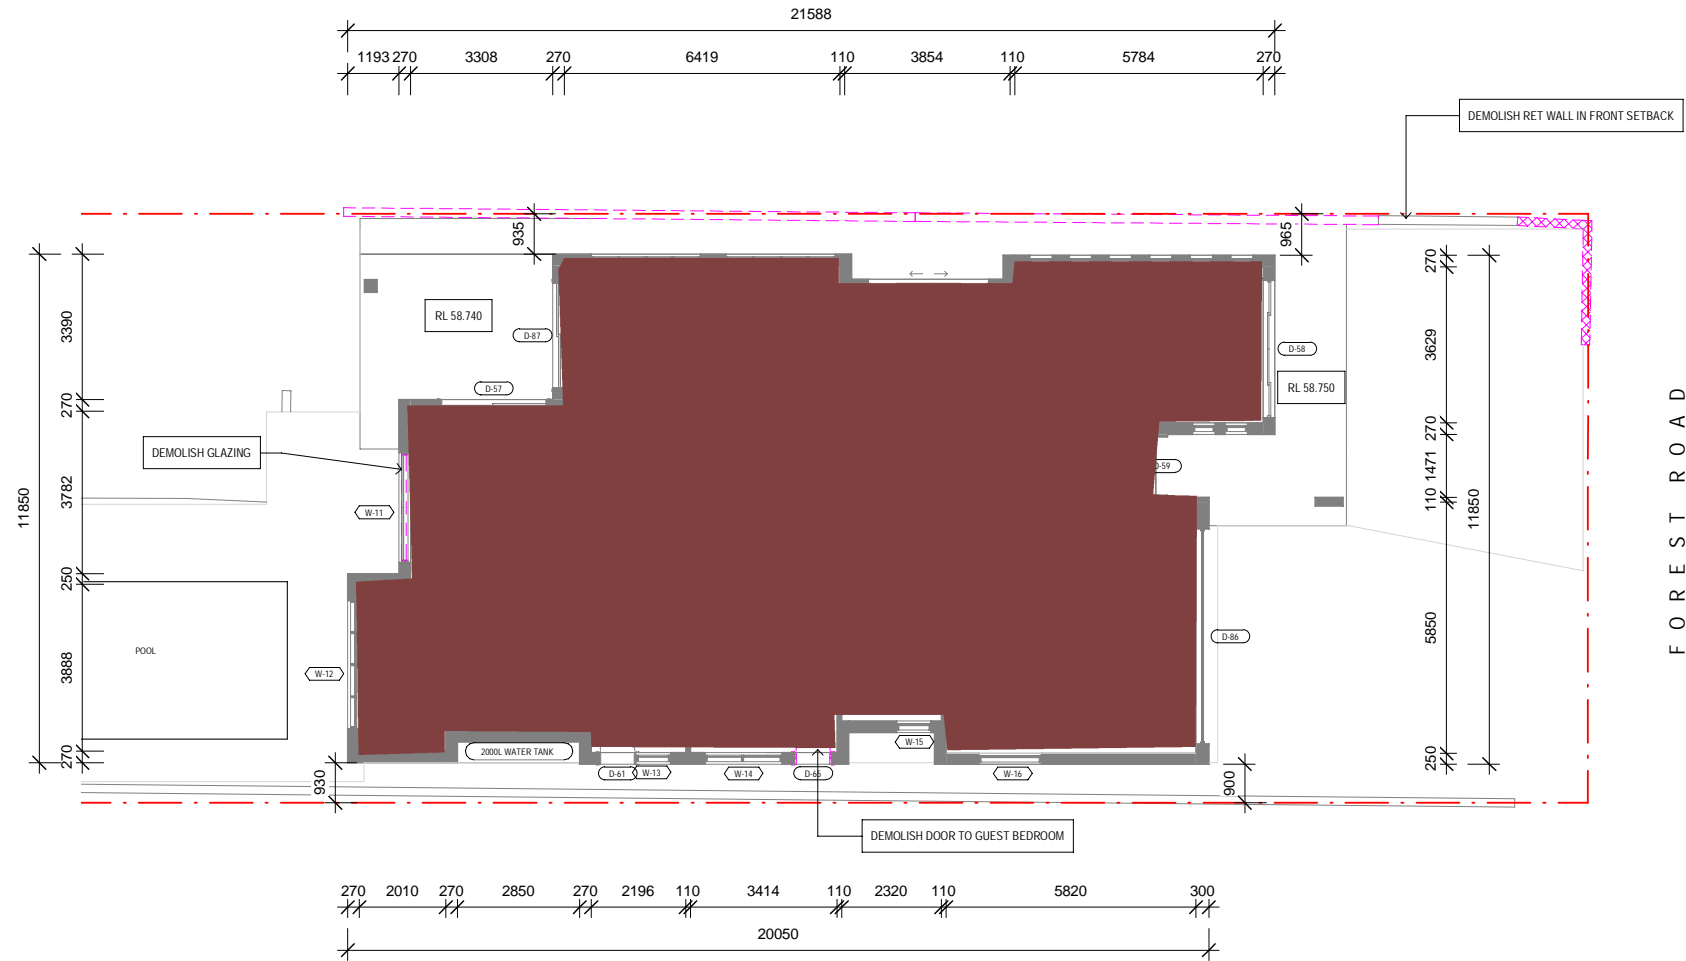 21588
1193 270 3308 270 6419 110 3854 110 5784 270
DEMOLISH RET WALL IN FRONT SETBACK
935
965
RL 58.740
D-87
D-57
D-58
RL 58.750
DEMOLISH GLAZING
W-11
D-59
11850
3390
270
3782
250
3888
270
270
3629
270
1471
110
5850
250
11850
FOREST ROAD
POOL
W-12
D-86
2000L WATER TANK
D-61
W-13
W-14
D-65
W-15
W-16
930
900
DEMOLISH DOOR TO GUEST BEDROOM
270 2010 270 2850 270 2196 110 3414 110 2320 110 5820 300
20050